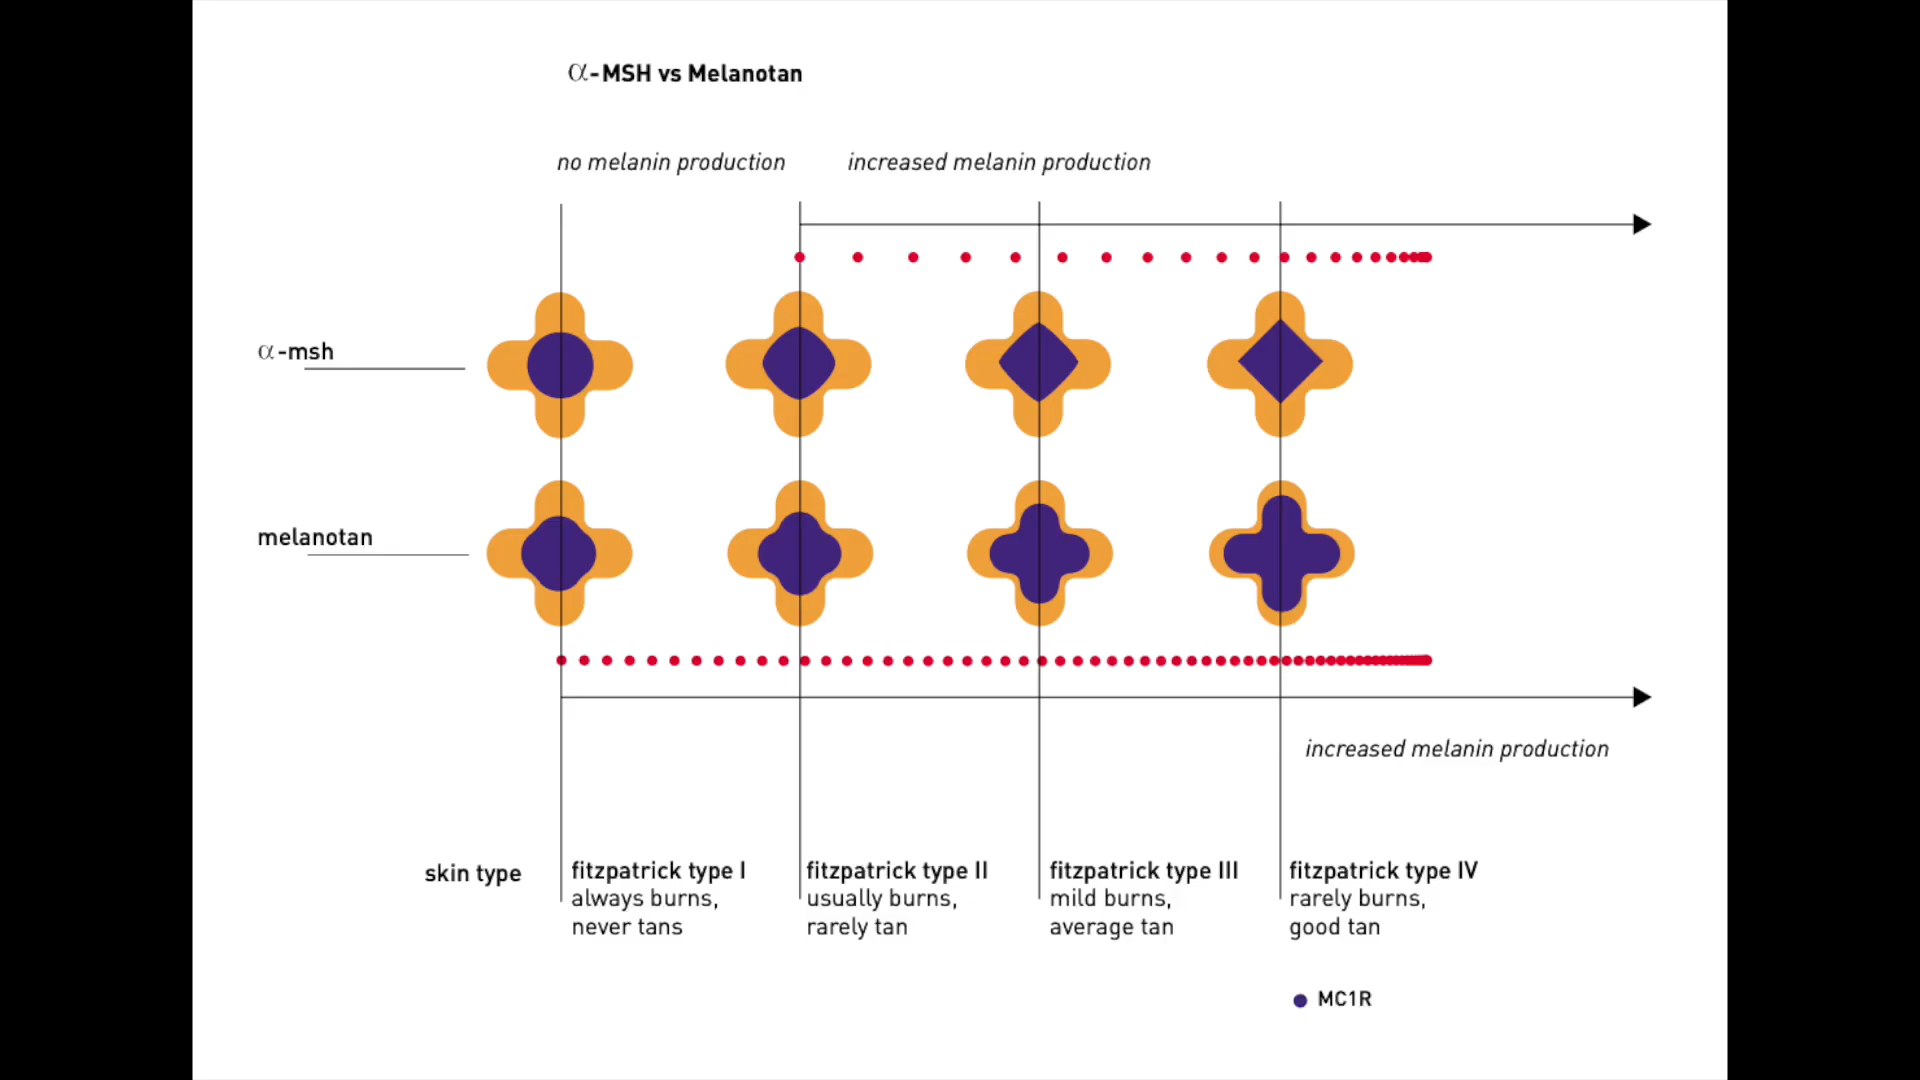 α-MSH vs Melanotan
no melanin production
increased melanin production
α-msh
melanotan
increased melanin production
skin type
fitzpatrick type I
always burns,
never tans
fitzpatrick type II
usually burns,
rarely tan
fitzpatrick type III
mild burns,
average tan
fitzpatrick type IV
rarely burns,
good tan
MC1R